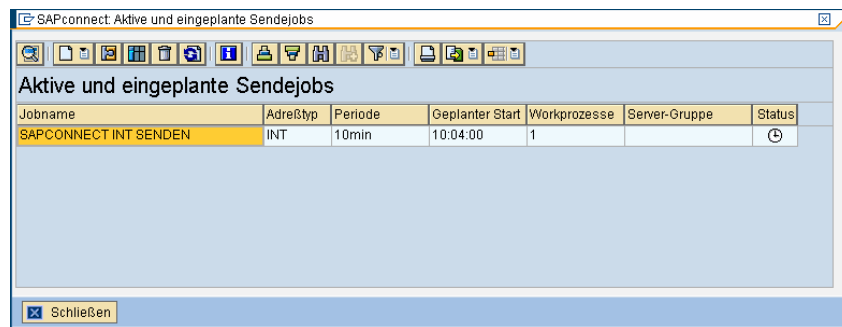 SAPconnect: Aktive und eingeplante Sendejobs
Aktive und eingeplante Sendejobs
Jobname Adreßtyp Periode Geplanter Start Workprozesse Server-Gruppe Status
SAPCONNECT INT SENDEN INT 10min 10:04:00 1
Schließen